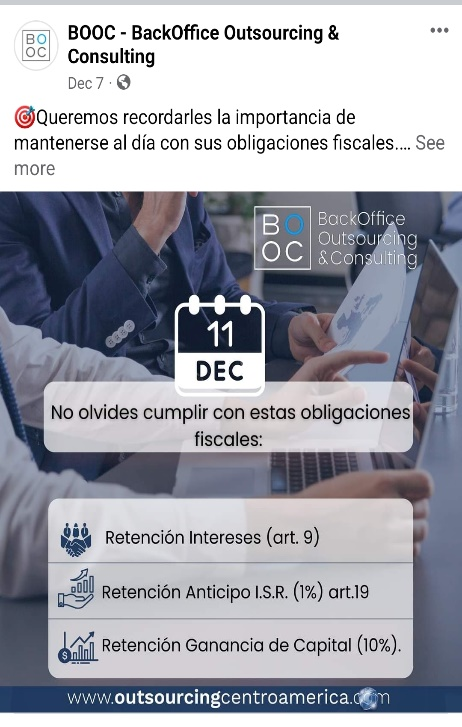 BOOC - BackOffice Outsourcing &
Consulting
Dec 7 ·
🎯Queremos recordarles la importancia de
mantenerse al día con sus obligaciones fiscales.... See
more
BO
OC
BackOffice
Outsourcing
&Consulting
11
DEC
No olvides cumplir con estas obligaciones
fiscales:
Retención Intereses (art. 9)
Retención Anticipo I.S.R. (1%) art.19
Retención Ganancia de Capital (10%).
www.outsourcingcentroamerica.com